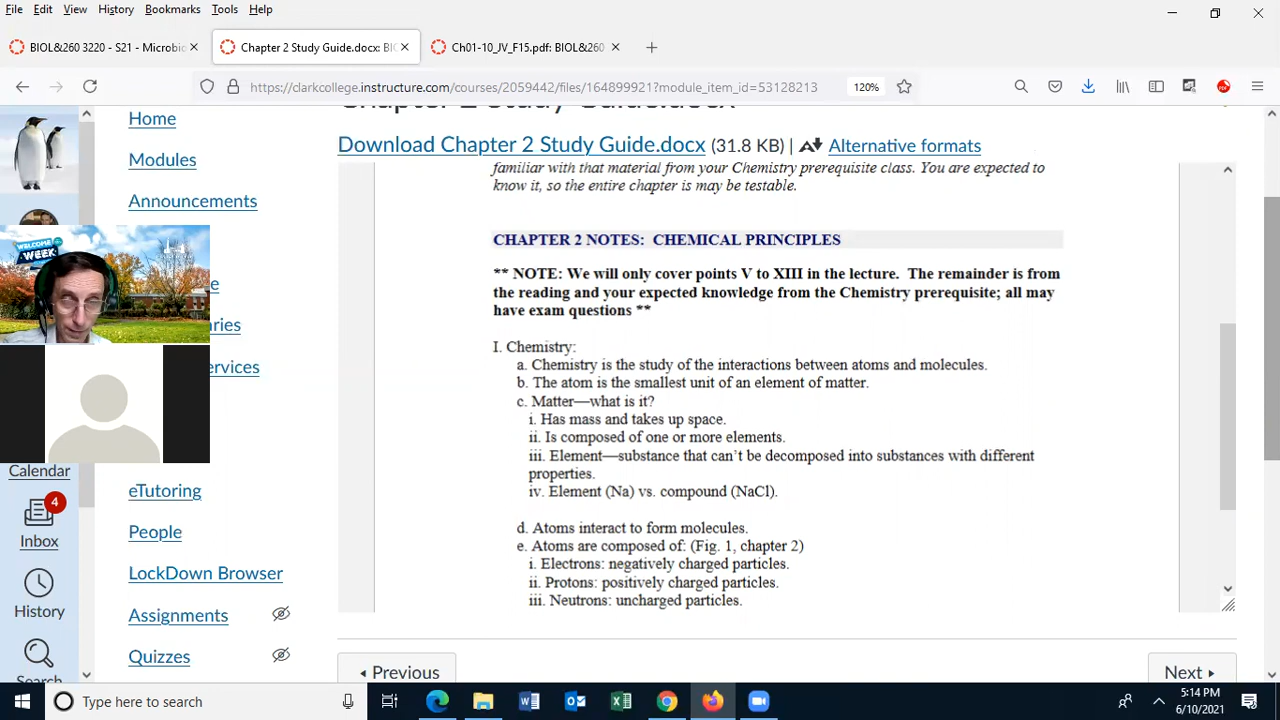 File Edit View History Bookmarks Tools Help
BIOL&260 3220 - S21 - Microbio
Chapter 2 Study Guide.docx: BIO
Ch01-10_JV_F15.pdf: BIOL&260
https://clarkcollege.instructure.com/courses/2059442/files/164899921?module_item_id=53128213
120%
Chapter 2 Study Guide.docx
Home
Download Chapter 2 Study Guide.docx (31.8 KB) | Alternative formats
Modules
familiar with that material from your Chemistry prerequisite class. You are expected to
know it, so the entire chapter is may be testable.
Announcements
CHAPTER 2 NOTES: CHEMICAL PRINCIPLES
WELCOME
WEEK
** NOTE: We will only cover points V to XIII in the lecture. The remainder is from
the reading and your expected knowledge from the Chemistry prerequisite; all may
have exam questions **
raries
ervices
I. Chemistry:
a. Chemistry is the study of the interactions between atoms and molecules.
b. The atom is the smallest unit of an element of matter.
c. Matter—what is it?
i. Has mass and takes up space.
ii. Is composed of one or more elements.
iii. Element—substance that can't be decomposed into substances with different
properties.
iv. Element (Na) vs. compound (NaCl).
d. Atoms interact to form molecules.
e. Atoms are composed of: (Fig. 1, chapter 2)
i. Electrons: negatively charged particles.
ii. Protons: positively charged particles.
iii. Neutrons: uncharged particles.
Calendar
eTutoring
4
Inbox
People
LockDown Browser
History
Assignments
Quizzes
Search
Previous
Next
Type here to search
5:14 PM
6/10/2021